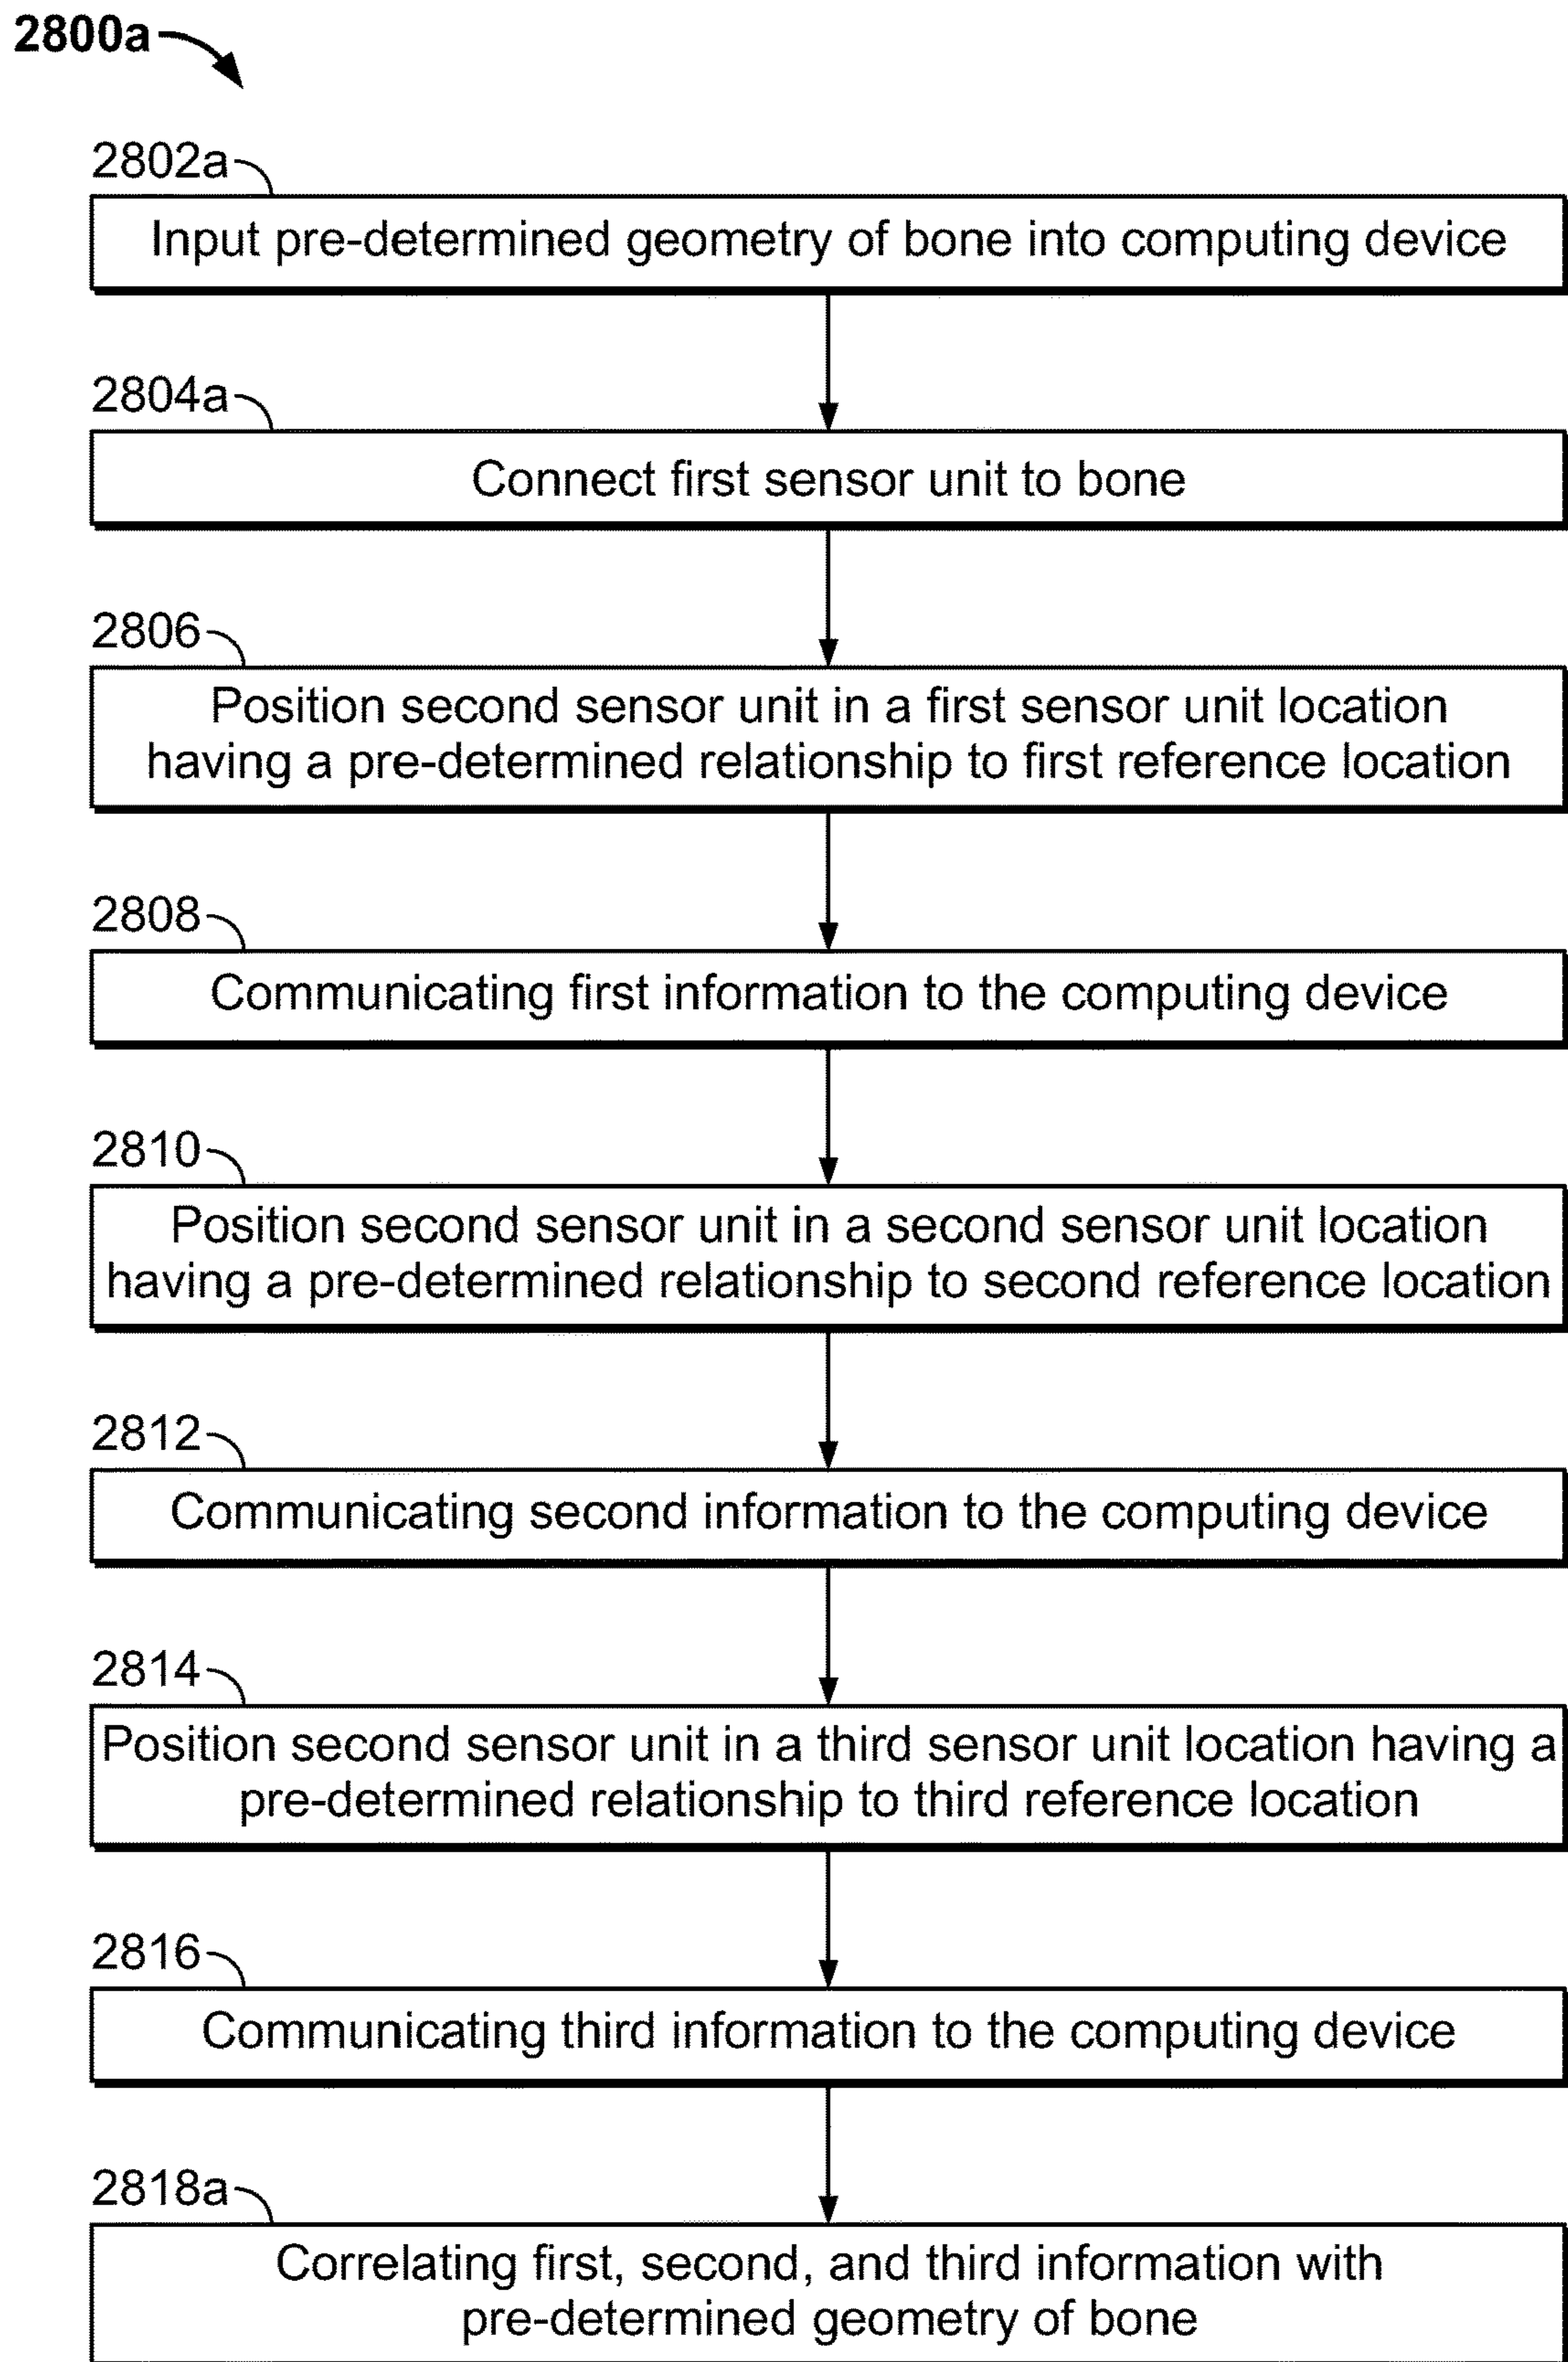 2800a
2802a
Input pre-determined geometry of bone into computing device
2804a
Connect first sensor unit to bone
2806
Position second sensor unit in a first sensor unit location
having a pre-determined relationship to first reference location
2808
Communicating first information to the computing device
2810
Position second sensor unit in a second sensor unit location
having a pre-determined relationship to second reference location
2812
Communicating second information to the computing device
2814
Position second sensor unit in a third sensor unit location having a
pre-determined relationship to third reference location
2816
Communicating third information to the computing device
2818a
Correlating first, second, and third information with
pre-determined geometry of bone